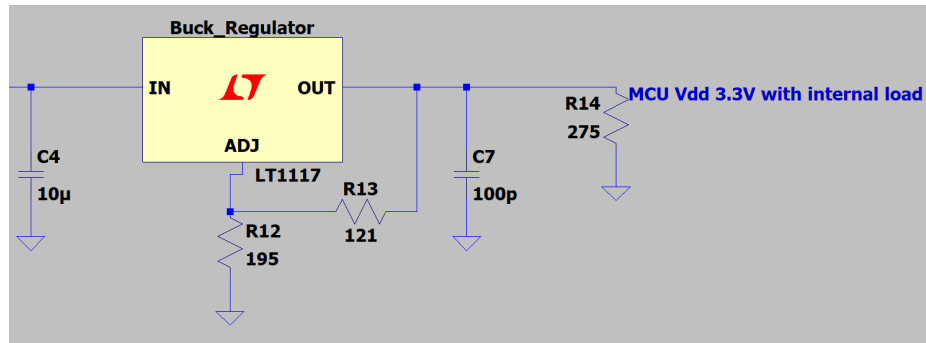 Buck_Regulator
IN
OUT
ADJ
LT1117
C4
10µ
R12
195
R13
121
C7
100p
R14
275
MCU Vdd 3.3V with internal load